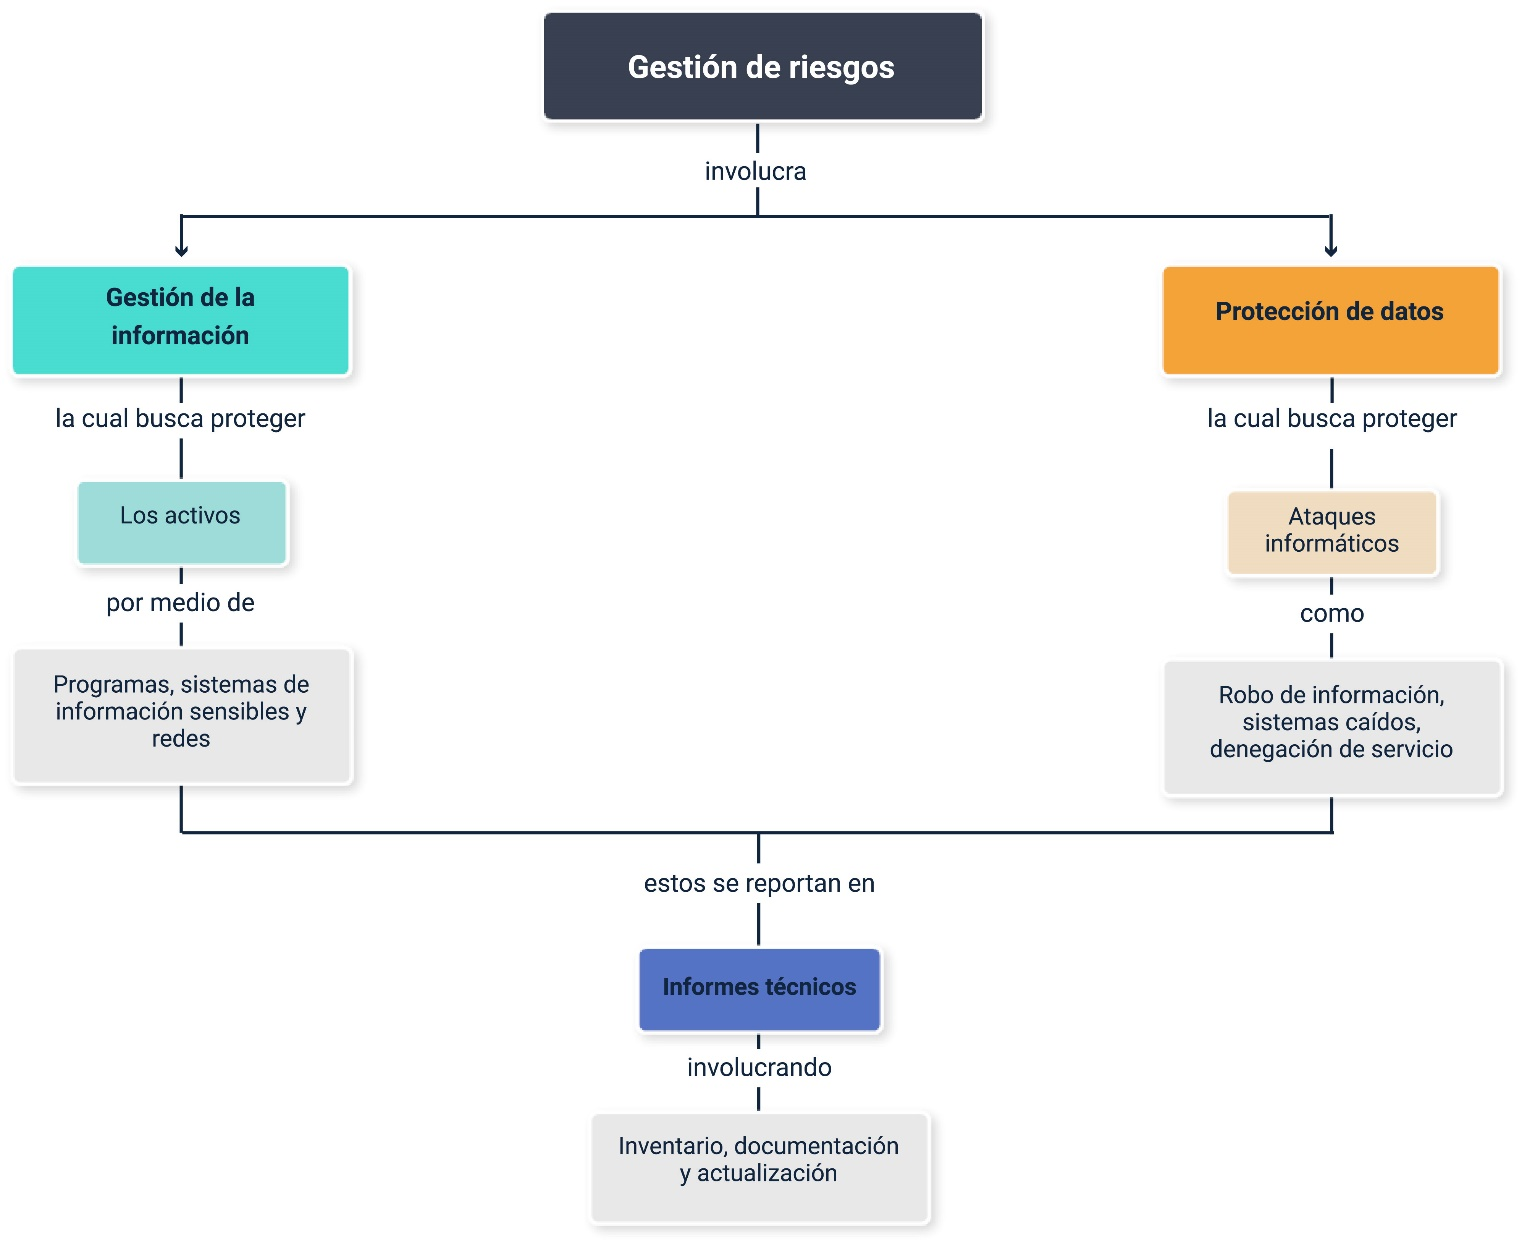 Gestión de riesgos
involucra
Gestión de la
información
la cual busca proteger
Los activos
por medio de
Programas, sistemas de
información sensibles y
redes
Protección de datos
la cual busca proteger
Ataques
informáticos
como
Robo de información,
sistemas caídos,
denegación de servicio
estos se reportan en
Informes técnicos
involucrando
Inventario, documentación
y actualización